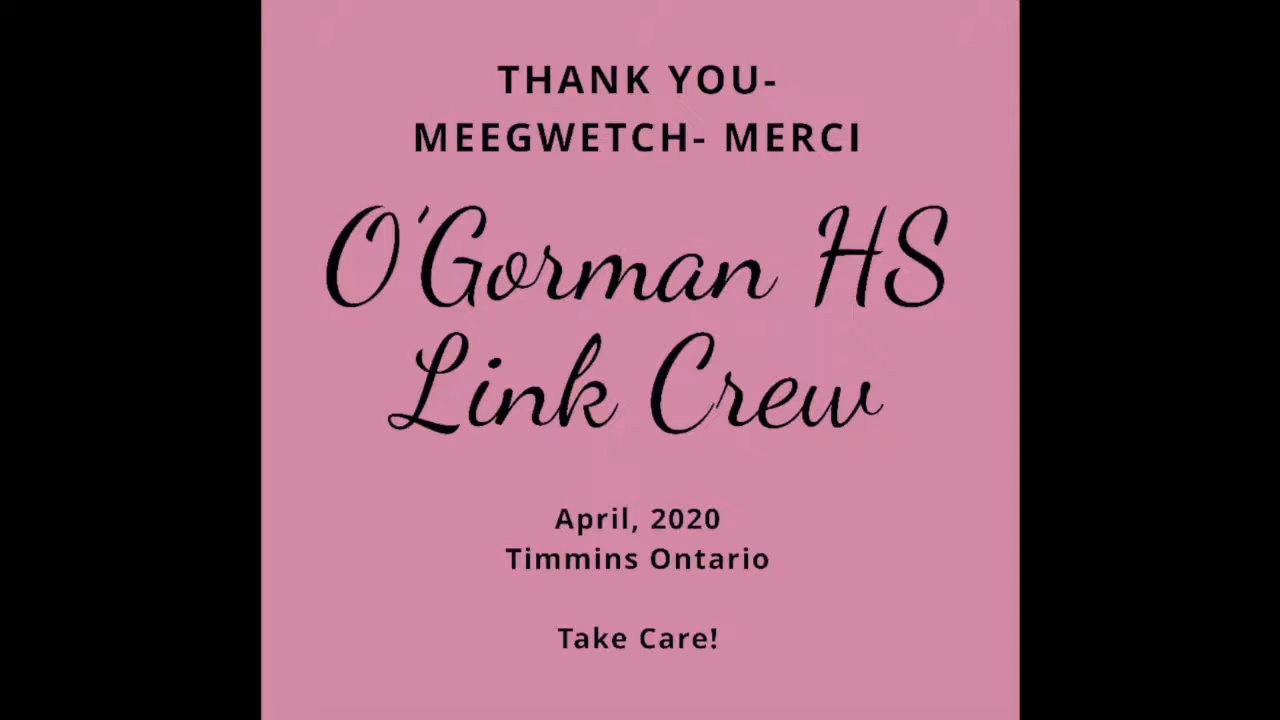 THANK YOU-
MEEGWETCH- MERCI
O'Gorman HS
Link Crew
April, 2020
Timmins Ontario
Take Care!